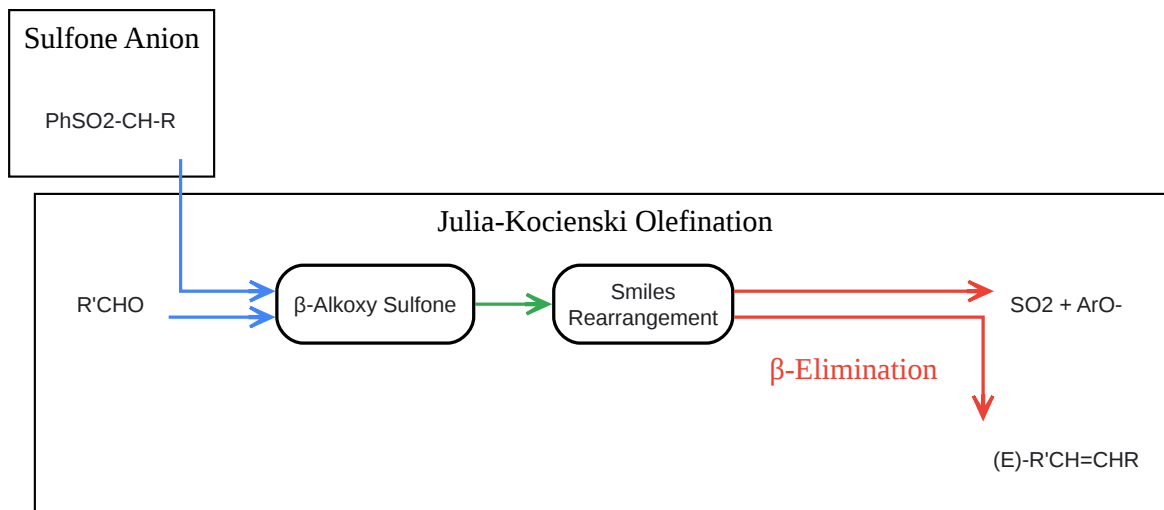 Sulfone Anion
PhSO2-CH-R
Julia-Kocienski Olefination
R'CHO
β-Alkoxy Sulfone
Smiles
Rearrangement
SO2 + ArO-
β-Elimination
(E)-R'CH=CHR